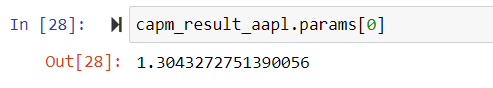 In [28]: capm_result_aapl.params[0]
Out[28]: 1.3043272751390056